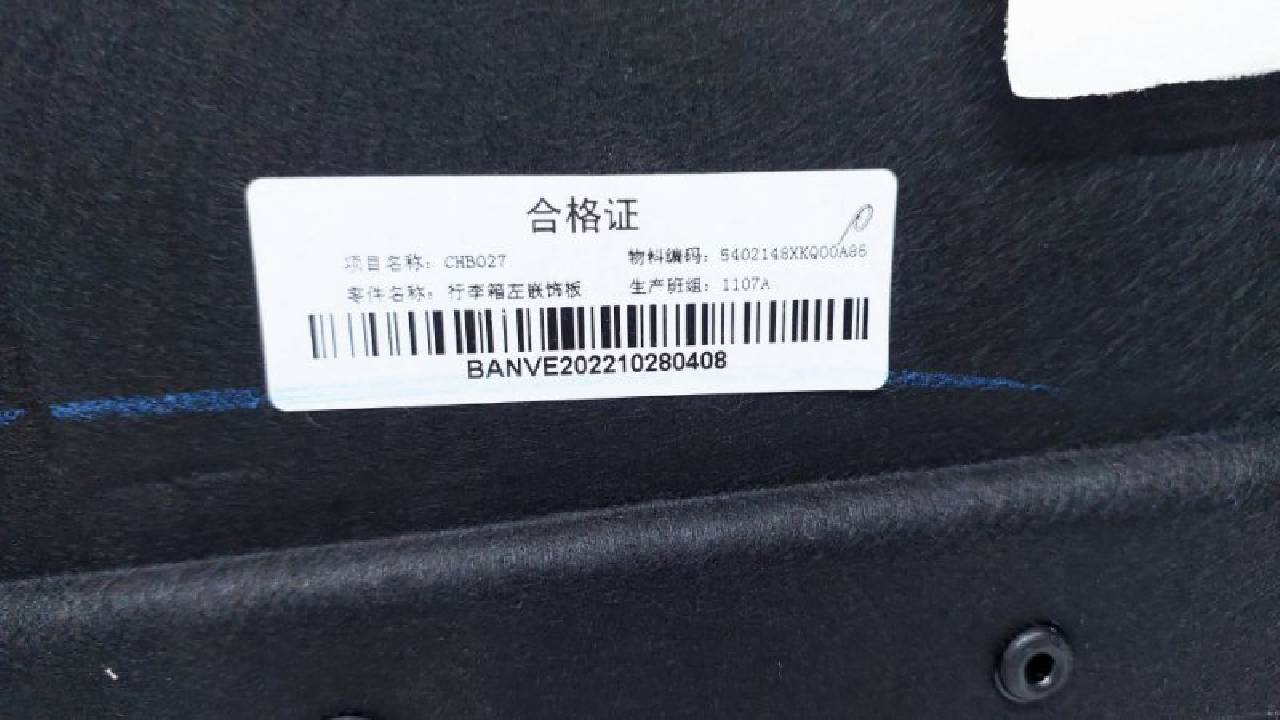 合格证
项目名称：CHB027 物料编码：5402148XKQ00A86
零件名称：行李箱左嵌饰板 生产班组：1107A
BANVE202210280408